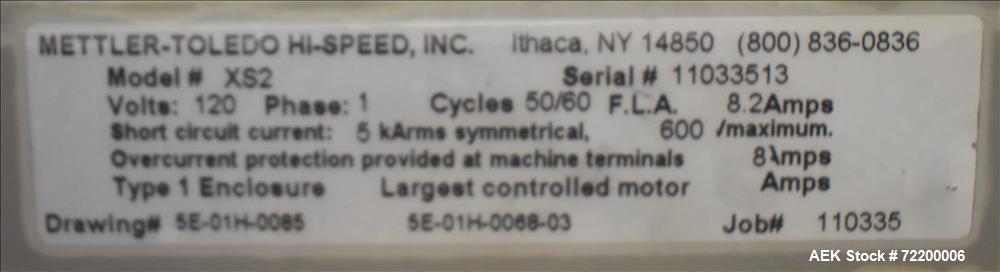 METTLER-TOLEDO HI-SPEED, INC. Ithaca, NY 14850 (800) 836-0836
Model # XS2 Serial # 11033513
Volts: 120 Phase: 1 Cycles 50/60 F.L.A. 8.2Amps
Short circuit current: 5 kArms symmetrical, 600 /maximum.
Overcurrent protection provided at machine terminals 8 Amps
Type 1 Enclosure Largest controlled motor Amps
Drawing# 5E-01H-0085 5E-01H-0068-03 Job# 110335
AEK Stock # 72200006